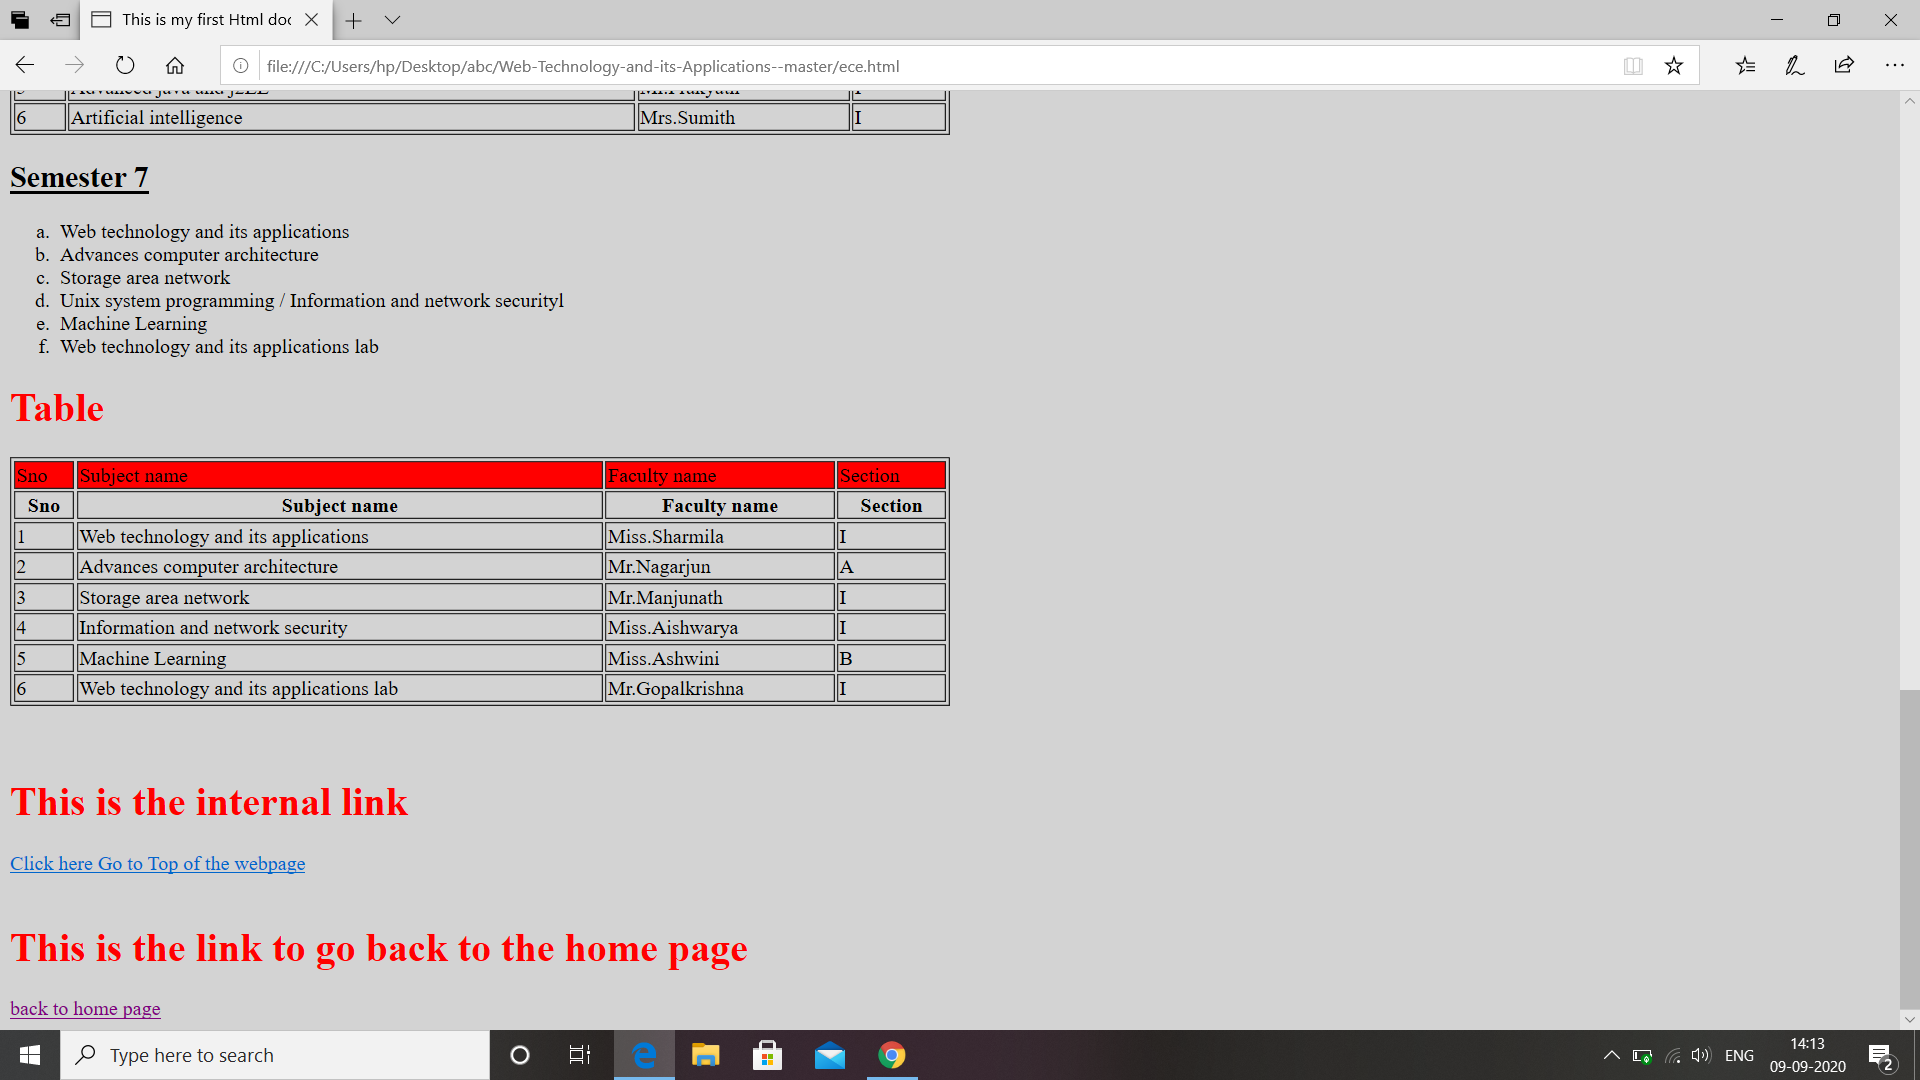 This is my first Html doc
file:///C:/Users/hp/Desktop/abc/Web-Technology-and-its-Applications--master/ece.html
6 Artificial intelligence Mrs.Sumith I
Semester 7
a. Web technology and its applications
b. Advances computer architecture
c. Storage area network
d. Unix system programming / Information and network securityl
e. Machine Learning
f. Web technology and its applications lab
Table
Sno Subject name Faculty name Section
Sno Subject name Faculty name Section
1 Web technology and its applications Miss.Sharmila I
2 Advances computer architecture Mr.Nagarjun A
3 Storage area network Mr.Manjunath I
4 Information and network security Miss.Aishwarya I
5 Machine Learning Miss.Ashwini B
6 Web technology and its applications lab Mr.Gopalkrishna I
This is the internal link
Click here Go to Top of the webpage
This is the link to go back to the home page
back to home page
Type here to search
ENG
14:13
09-09-2020
2